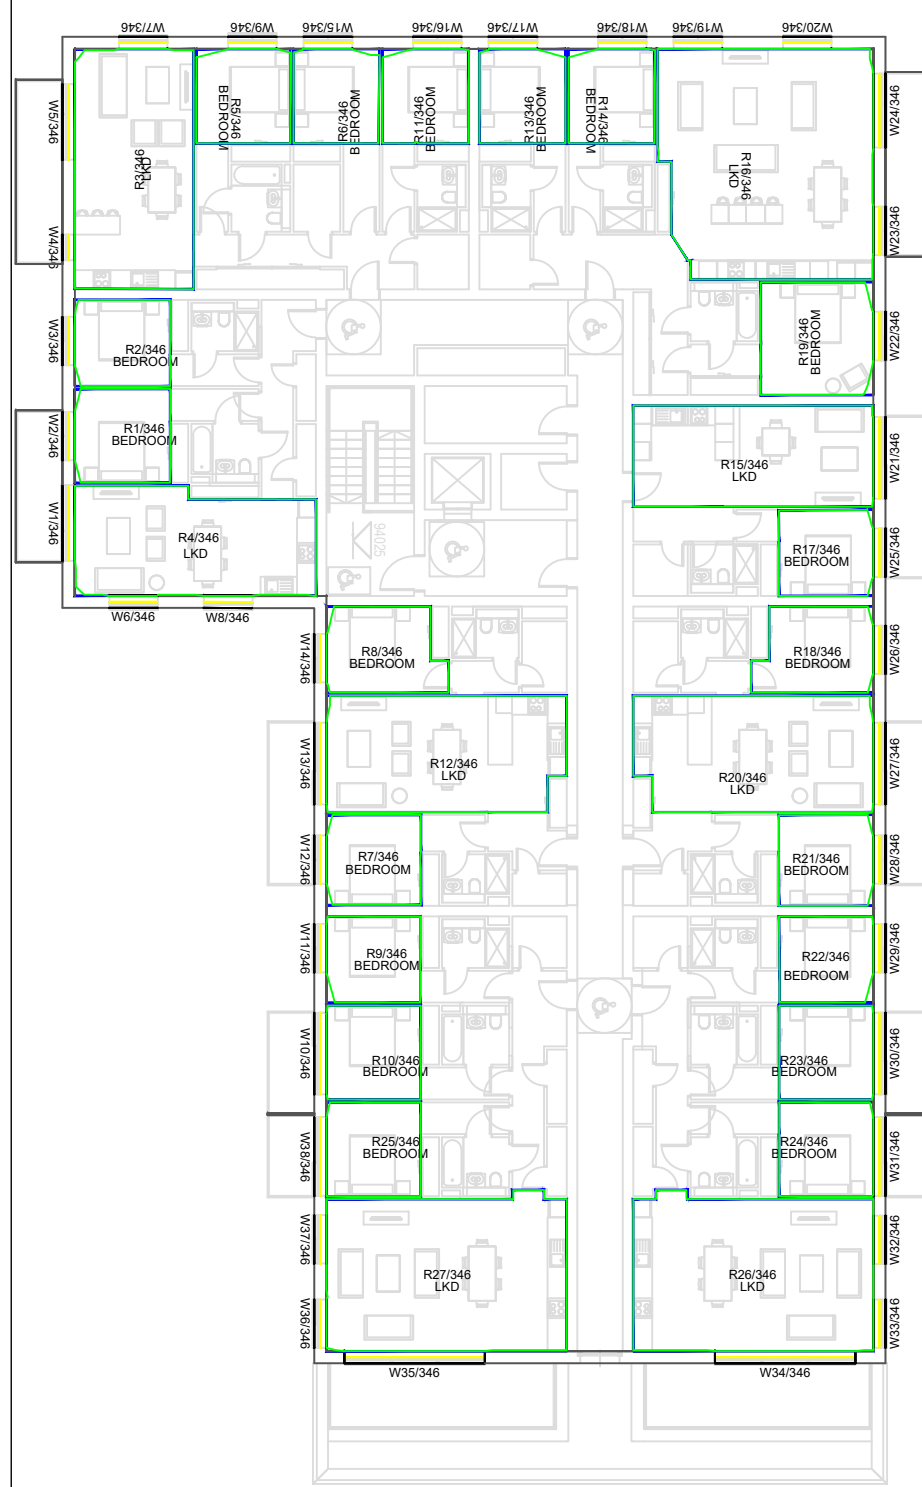 W7/346
W9/346
W15/346
W16/346
W17/346
W18/346
W19/346
W20/346
W5/346
W4/346
W3/346
W2/346
W1/346
R3/346
LKD
R5/346
BEDROOM
R6/346
BEDROOM
R11/346
BEDROOM
R13/346
BEDROOM
R14/346
BEDROOM
R16/346
LKD
W24/346
W23/346
W22/346
W21/346
R2/346
BEDROOM
R1/346
BEDROOM
R19/346
BEDROOM
R15/346
LKD
R4/346
LKD
94025
R17/346
BEDROOM
W25/346
W6/346
W8/346
W14/346
R8/346
BEDROOM
R18/346
BEDROOM
W26/346
W13/346
R12/346
LKD
R20/346
LKD
W27/346
W12/346
R7/346
BEDROOM
R21/346
BEDROOM
W28/346
W11/346
R9/346
BEDROOM
R22/346
BEDROOM
W29/346
W10/346
R10/346
BEDROOM
R23/346
BEDROOM
W30/346
W38/346
R25/346
BEDROOM
R24/346
BEDROOM
W31/346
W37/346
W36/346
R27/346
LKD
R26/346
LKD
W32/346
W33/346
W35/346
W34/346